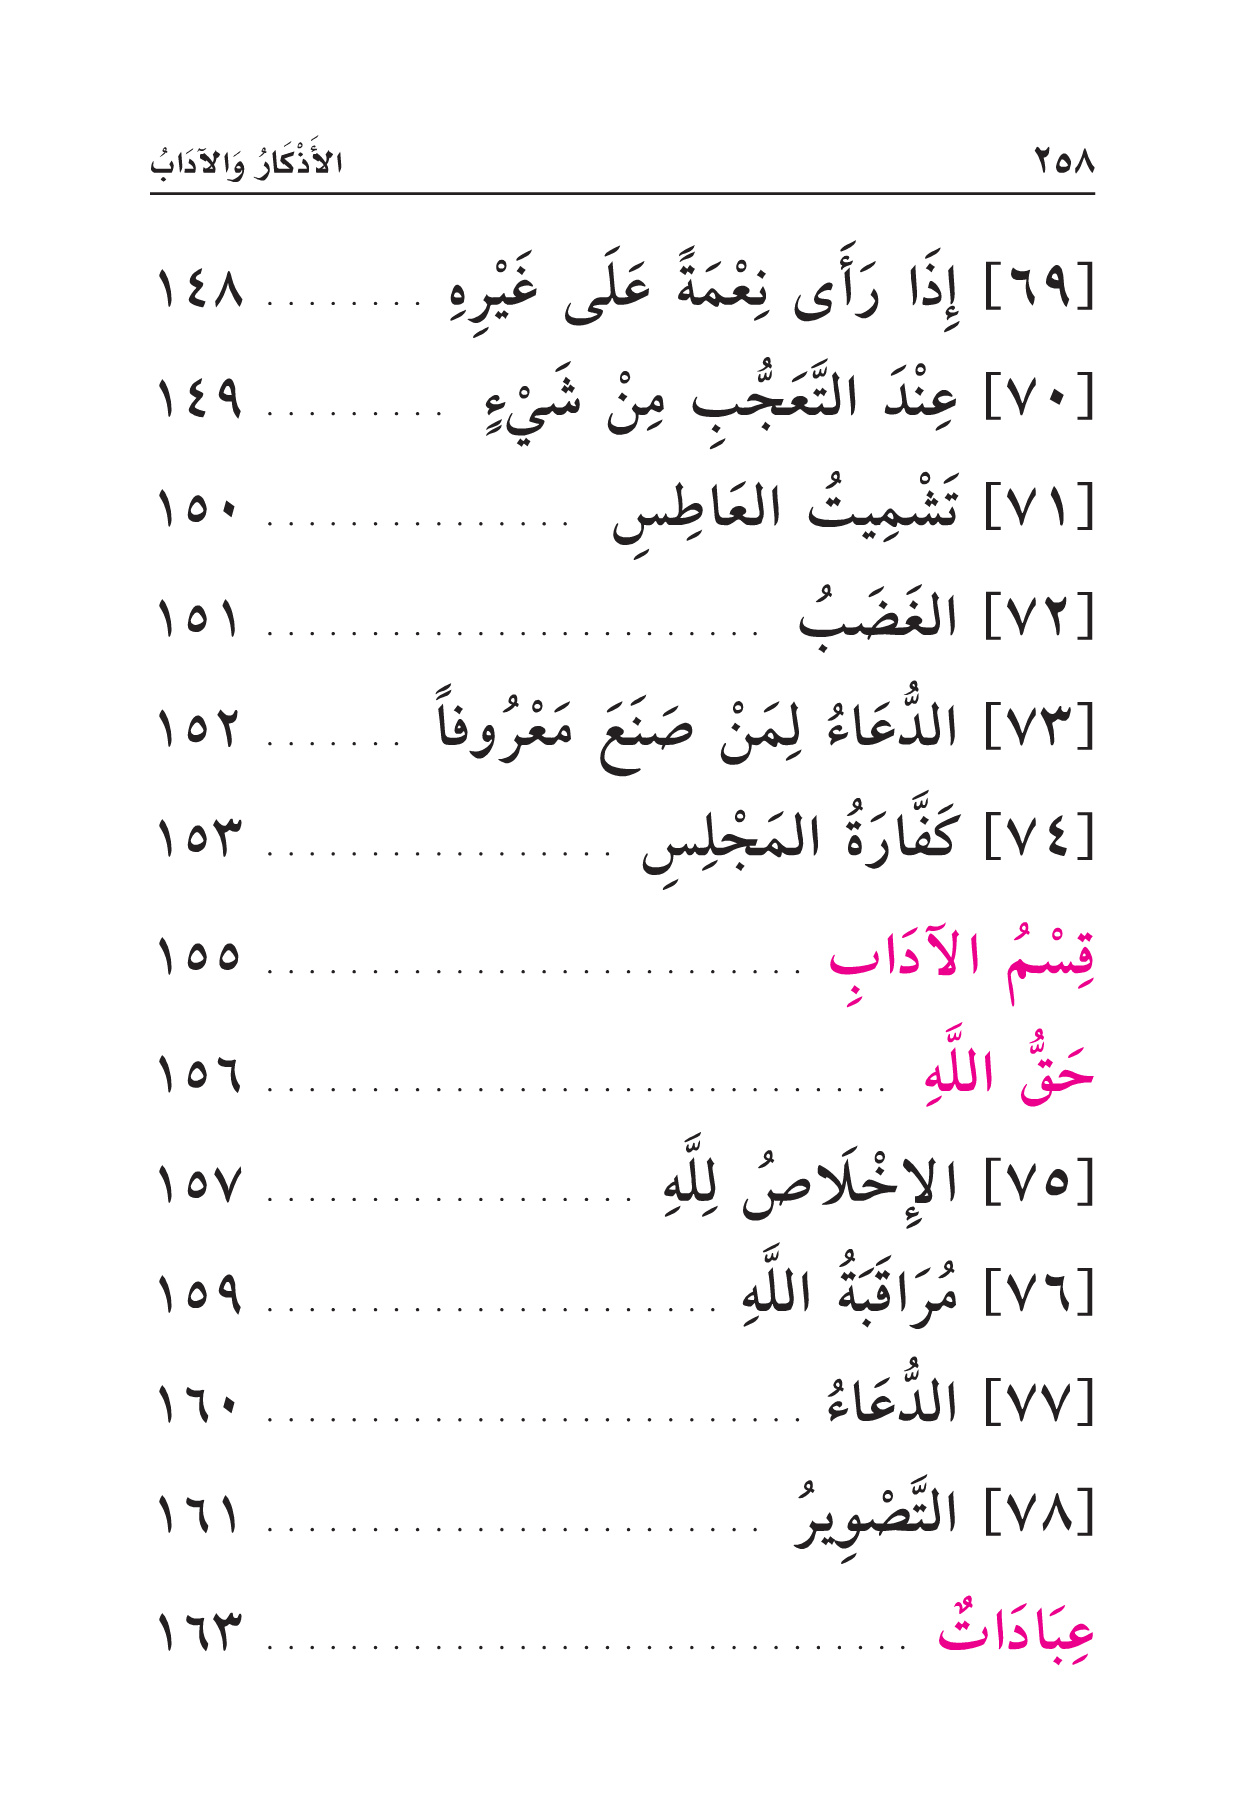 ٢٥٨ الأَذْكَارُ وَالآدَابُ
[٦٩] إِذَا رَأَى نِعْمَةً عَلَى غَيْرِهِ ........ ١٤٨
[٧٠] عِنْدَ التَّعَجُّبِ مِنْ شَيْءٍ ......... ١٤٩
[٧١] تَشْمِيتُ العَاطِسِ ............... ١٥٠
[٧٢] الغَضَبُ ........................ ١٥١
[٧٣] الدُّعَاءُ لِمَنْ صَنَعَ مَعْرُوفاً ....... ١٥٢
[٧٤] كَفَّارَةُ المَجْلِسِ ................. ١٥٣
قِسْمُ الآدَابِ .......................... ١٥٥
حَقُّ اللَّهِ .............................. ١٥٦
[٧٥] الإِخْلَاصُ لِلَّهِ .................. ١٥٧
[٧٦] مُرَاقَبَةُ اللَّهِ ...................... ١٥٩
[٧٧] الدُّعَاءُ .......................... ١٦٠
[٧٨] التَّصْوِيرُ ........................ ١٦١
عِبَادَاتٌ ............................... ١٦٣